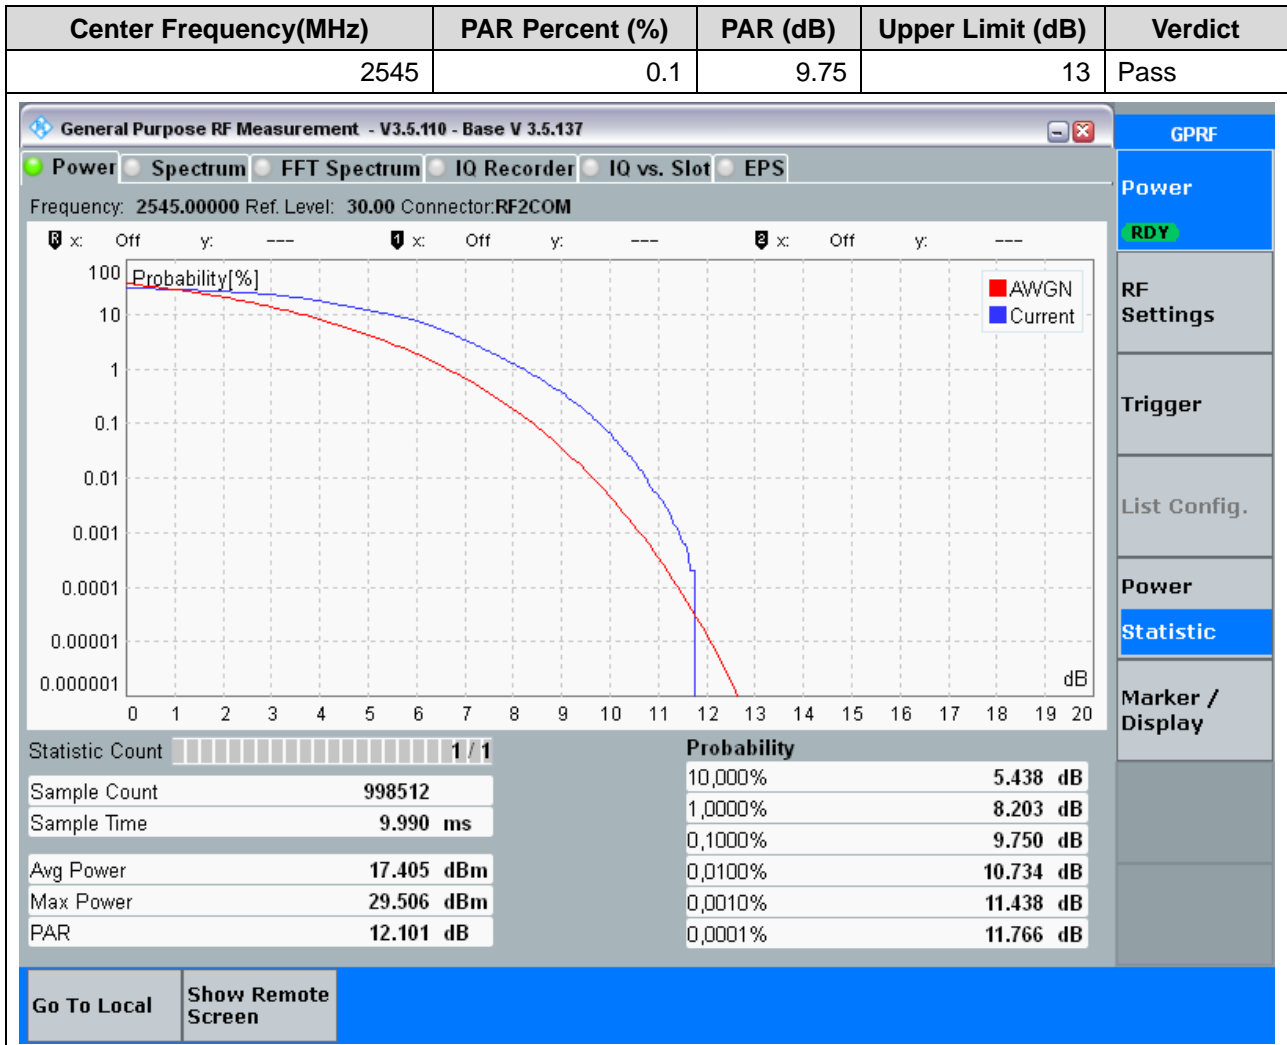 Center Frequency(MHz) PAR Percent (%) PAR (dB) Upper Limit (dB) Verdict
2545 0.1 9.75 13 Pass
General Purpose RF Measurement - V3.5.110 - Base V 3.5.137
GPRF
Power Spectrum FFT Spectrum IQ Recorder IQ vs. Slot EPS
Power
RDY
Frequency: 2545.00000 Ref. Level: 30.00 Connector:RF2COM
R x: Off y: --- 1 x: Off y: --- 2 x: Off y: ---
100 Probability[%]
AWGN
Current
10
1
0.1
0.01
0.001
0.0001
0.00001
0.000001
dB
0 1 2 3 4 5 6 7 8 9 10 11 12 13 14 15 16 17 18 19 20
RF
Settings
Trigger
List Config.
Power
Statistic
Marker /
Display
Statistic Count 1 / 1
Sample Count 998512
Sample Time 9.990 ms
Avg Power 17.405 dBm
Max Power 29.506 dBm
PAR 12.101 dB
Probability
10,000% 5.438 dB
1,0000% 8.203 dB
0,1000% 9.750 dB
0,0100% 10.734 dB
0,0010% 11.438 dB
0,0001% 11.766 dB
Go To Local
Show Remote
Screen